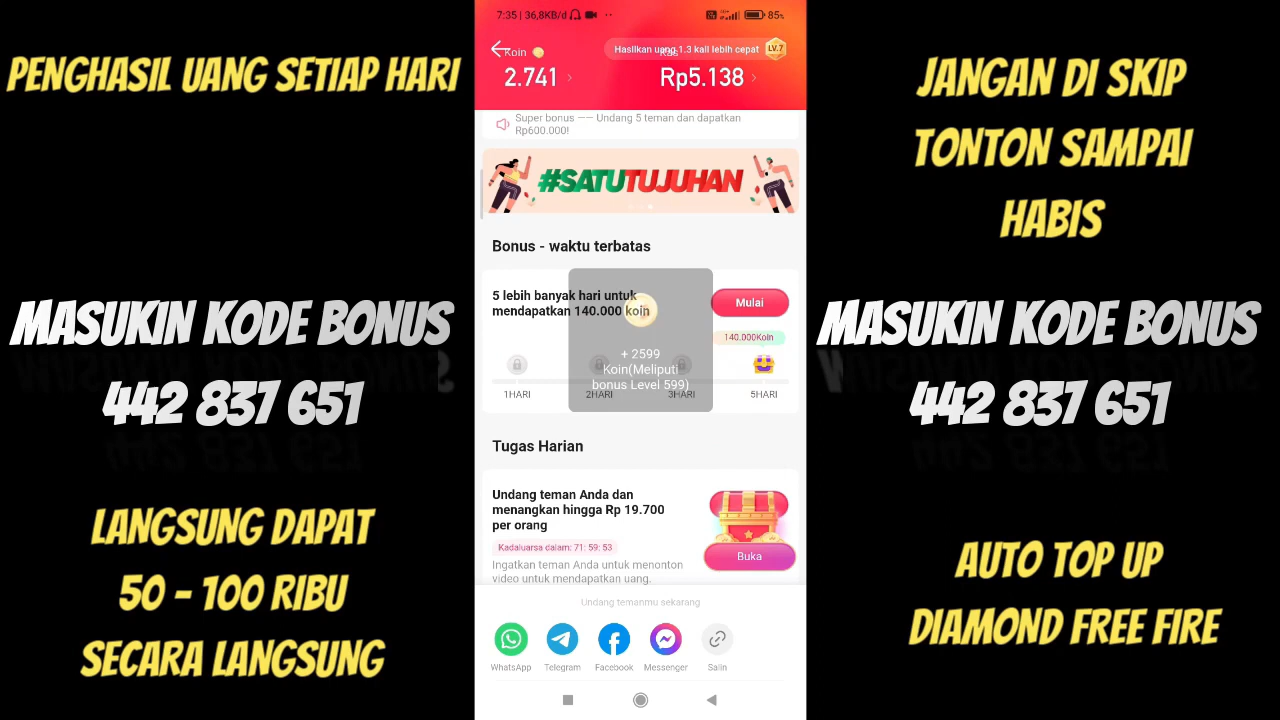 PENGHASIL UANG SETIAP HARI
MASUKIN KODE BONUS
442 837 651
LANGSUNG DAPAT
50 - 100 RIBU
SECARA LANGSUNG
7:35 | 36,8KB/d
85%
Koin
Kas
Hasilkan uang 1.3 kali lebih cepat
LV.7
2.741
Rp5.138
Super bonus —— Undang 5 teman dan dapatkan
Rp600.000!
#SATUTUJUHAN
Bonus - waktu terbatas
5 lebih banyak hari untuk
mendapatkan 140.000 koin
Mulai
140.000Koin
+ 2599
Koin(Meliputi
bonus Level 599)
1HARI
2HARI
3HARI
5HARI
Tugas Harian
Undang teman Anda dan
menangkan hingga Rp 19.700
per orang
Kadaluarsa dalam: 71: 59: 53
Buka
Ingatkan teman Anda untuk menonton
video untuk mendapatkan uang.
Undang temanmu sekarang
WhatsApp
Telegram
Facebook
Messenger
Salin
JANGAN DI SKIP
TONTON SAMPAI
HABIS
MASUKIN KODE BONUS
442 837 651
AUTO TOP UP
DIAMOND FREE FIRE